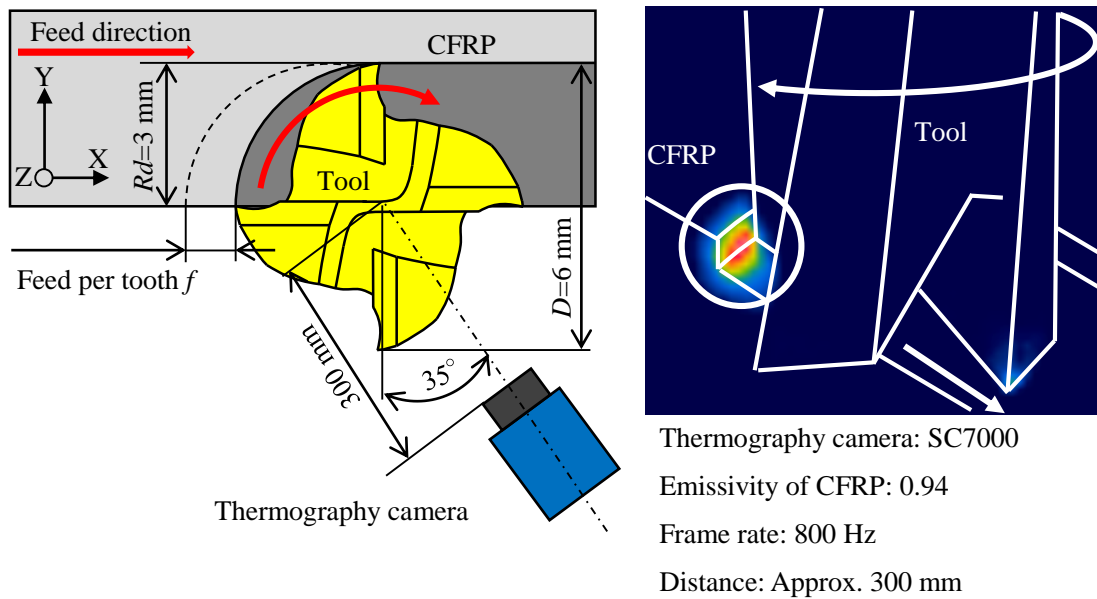 Feed direction
CFRP
Y
X
Z
Rd=3 mm
Tool
D=6 mm
Feed per tooth f
300 mm
35°
Thermography camera
CFRP
Tool
Thermography camera: SC7000
Emissivity of CFRP: 0.94
Frame rate: 800 Hz
Distance: Approx. 300 mm